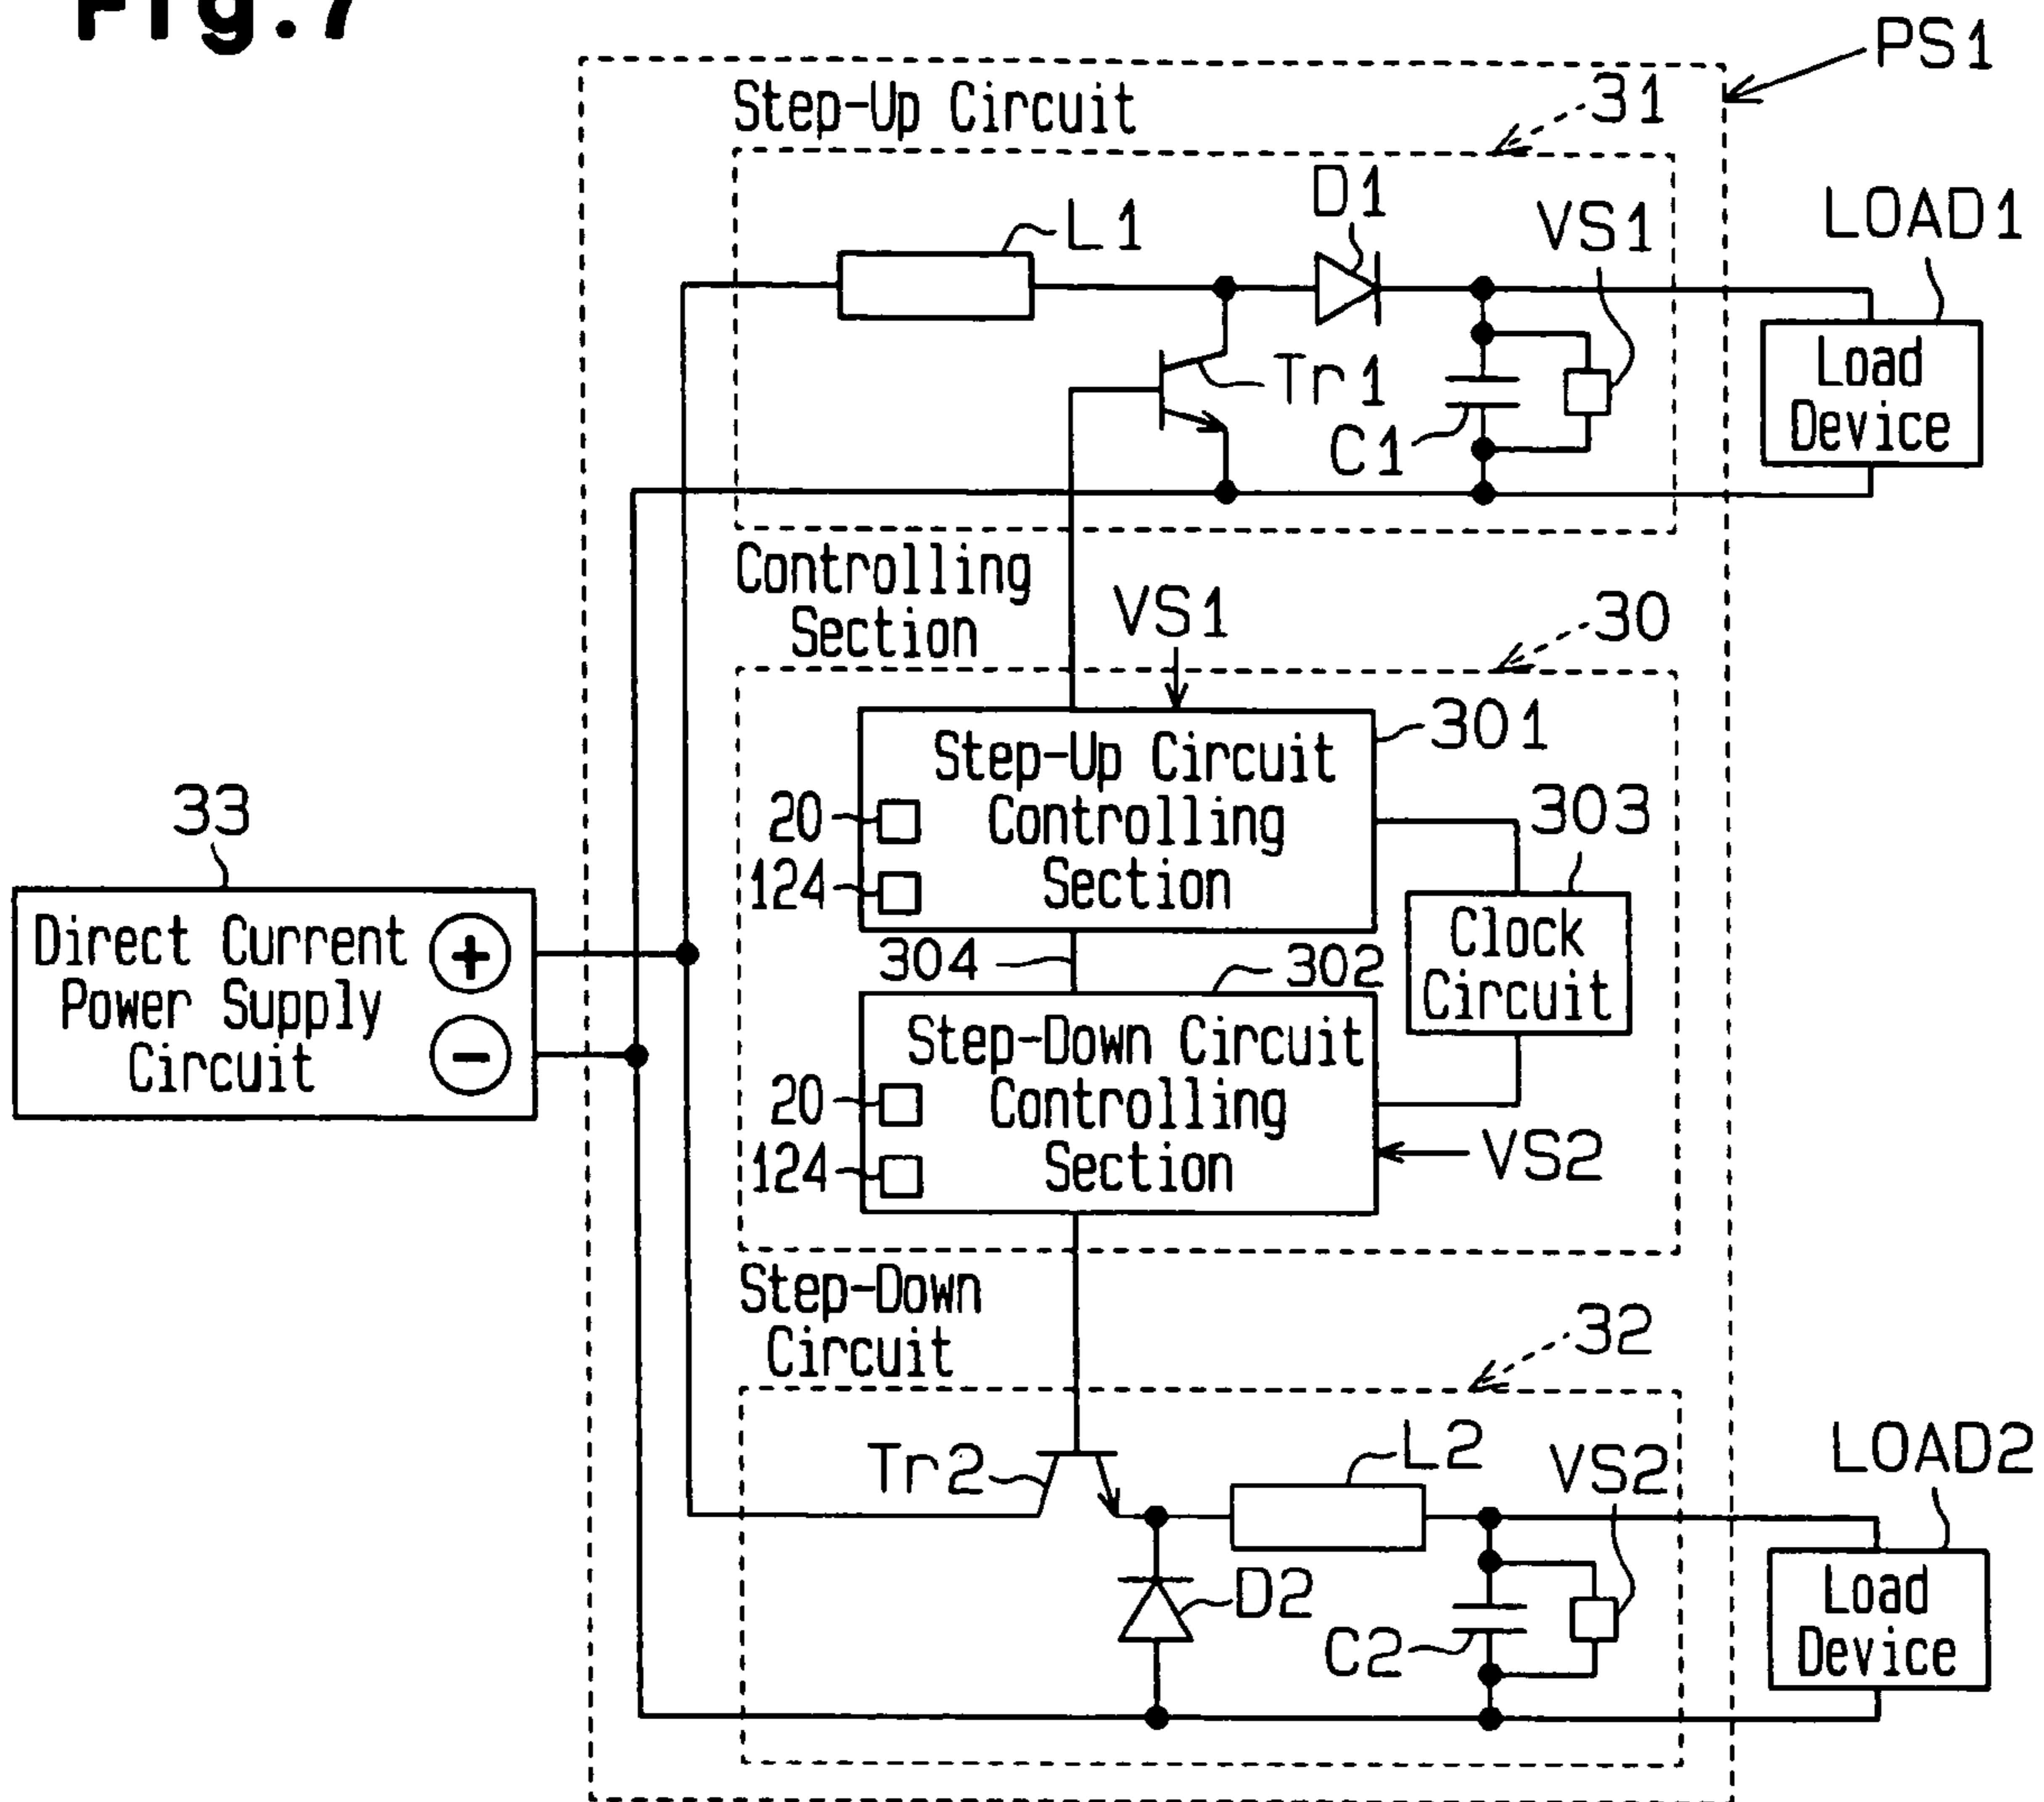 Fig.7
PS1
Step-Up Circuit
31
D1
L1
VS1
LOAD1
Tr1
C1
Load
Device
Controlling
Section
VS1
30
301
Step-Up Circuit
Controlling
Section
20
124
303
33
Direct Current
Power Supply
Circuit
+
−
Clock
Circuit
304
302
Step-Down Circuit
Controlling
Section
20
124
VS2
Step-Down
Circuit
32
Tr2
L2
VS2
LOAD2
D2
C2
Load
Device